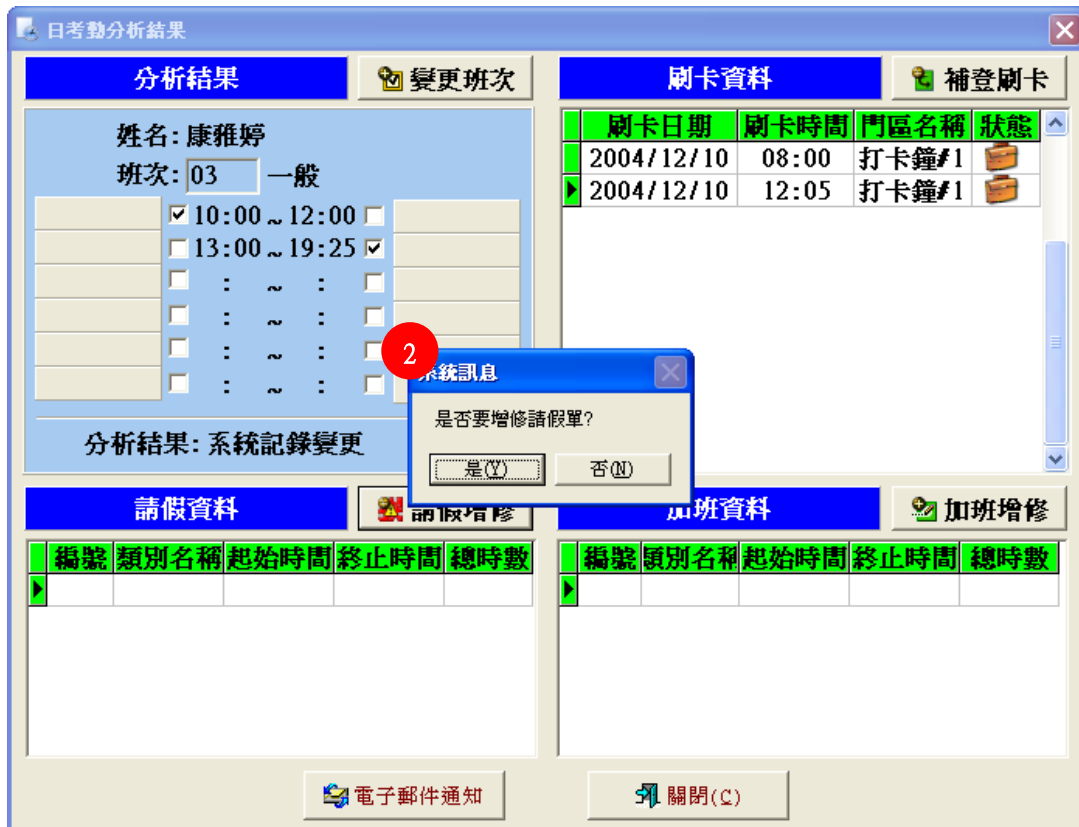 日考勤分析結果
分析結果
變更班次
刷卡資料
補登刷卡
姓名:康雅婷
班次: 03 一般
10:00 ~ 12:00
13:00 ~ 19:25
: ~ :
: ~ :
: ~ :
: ~ :
分析結果: 系統記錄變更
刷卡日期 刷卡時間 門區名稱 狀態
2004/12/10 08:00 打卡鐘#1
2004/12/10 12:05 打卡鐘#1
2
系統訊息
是否要增修請假單?
是(Y) 否(N)
請假資料
請假增修
加班資料
加班增修
編號 類別名稱 起始時間 終止時間 總時數
編號 類別名稱 起始時間 終止時間 總時數
電子郵件通知
關閉(C)